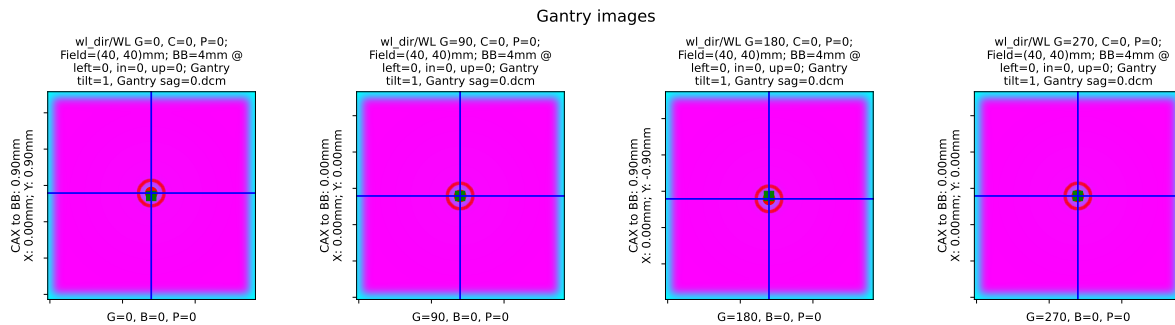 Gantry images
wl_dir/WL G=0, C=0, P=0;
Field=(40, 40)mm; BB=4mm @
left=0, in=0, up=0; Gantry
tilt=1, Gantry sag=0.dcm
CAX to BB: 0.90mm
X: 0.00mm; Y: 0.90mm
G=0, B=0, P=0
wl_dir/WL G=90, C=0, P=0;
Field=(40, 40)mm; BB=4mm @
left=0, in=0, up=0; Gantry
tilt=1, Gantry sag=0.dcm
CAX to BB: 0.00mm
X: 0.00mm; Y: 0.00mm
G=90, B=0, P=0
wl_dir/WL G=180, C=0, P=0;
Field=(40, 40)mm; BB=4mm @
left=0, in=0, up=0; Gantry
tilt=1, Gantry sag=0.dcm
CAX to BB: 0.90mm
X: 0.00mm; Y: -0.90mm
G=180, B=0, P=0
wl_dir/WL G=270, C=0, P=0;
Field=(40, 40)mm; BB=4mm @
left=0, in=0, up=0; Gantry
tilt=1, Gantry sag=0.dcm
CAX to BB: 0.00mm
X: 0.00mm; Y: 0.00mm
G=270, B=0, P=0